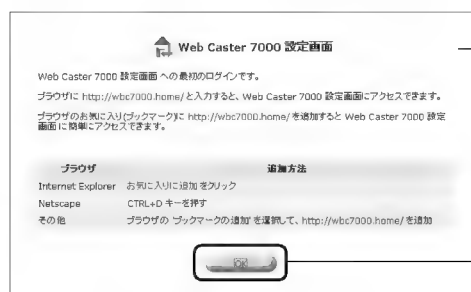 Web Caster 7000 設定画面
Web Caster 7000 設定画面 への最初のログインです。
ブラウザに http://wbc7000.home/ と入力すると、Web Caster 7000 設定画面にアクセスできます。
ブラウザのお気に入り(ブックマーク)に http://wbc7000.home/ を追加すると Web Caster 7000 設定
画面 に簡単にアクセスできます。
ブラウザ 追加方法
Internet Explorer お気に入りに追加 をクリック
Netscape CTRL+D キーを押す
その他 ブラウザの 'ブックマークの追加' を選択して、http://wbc7000.home/ を追加
OK